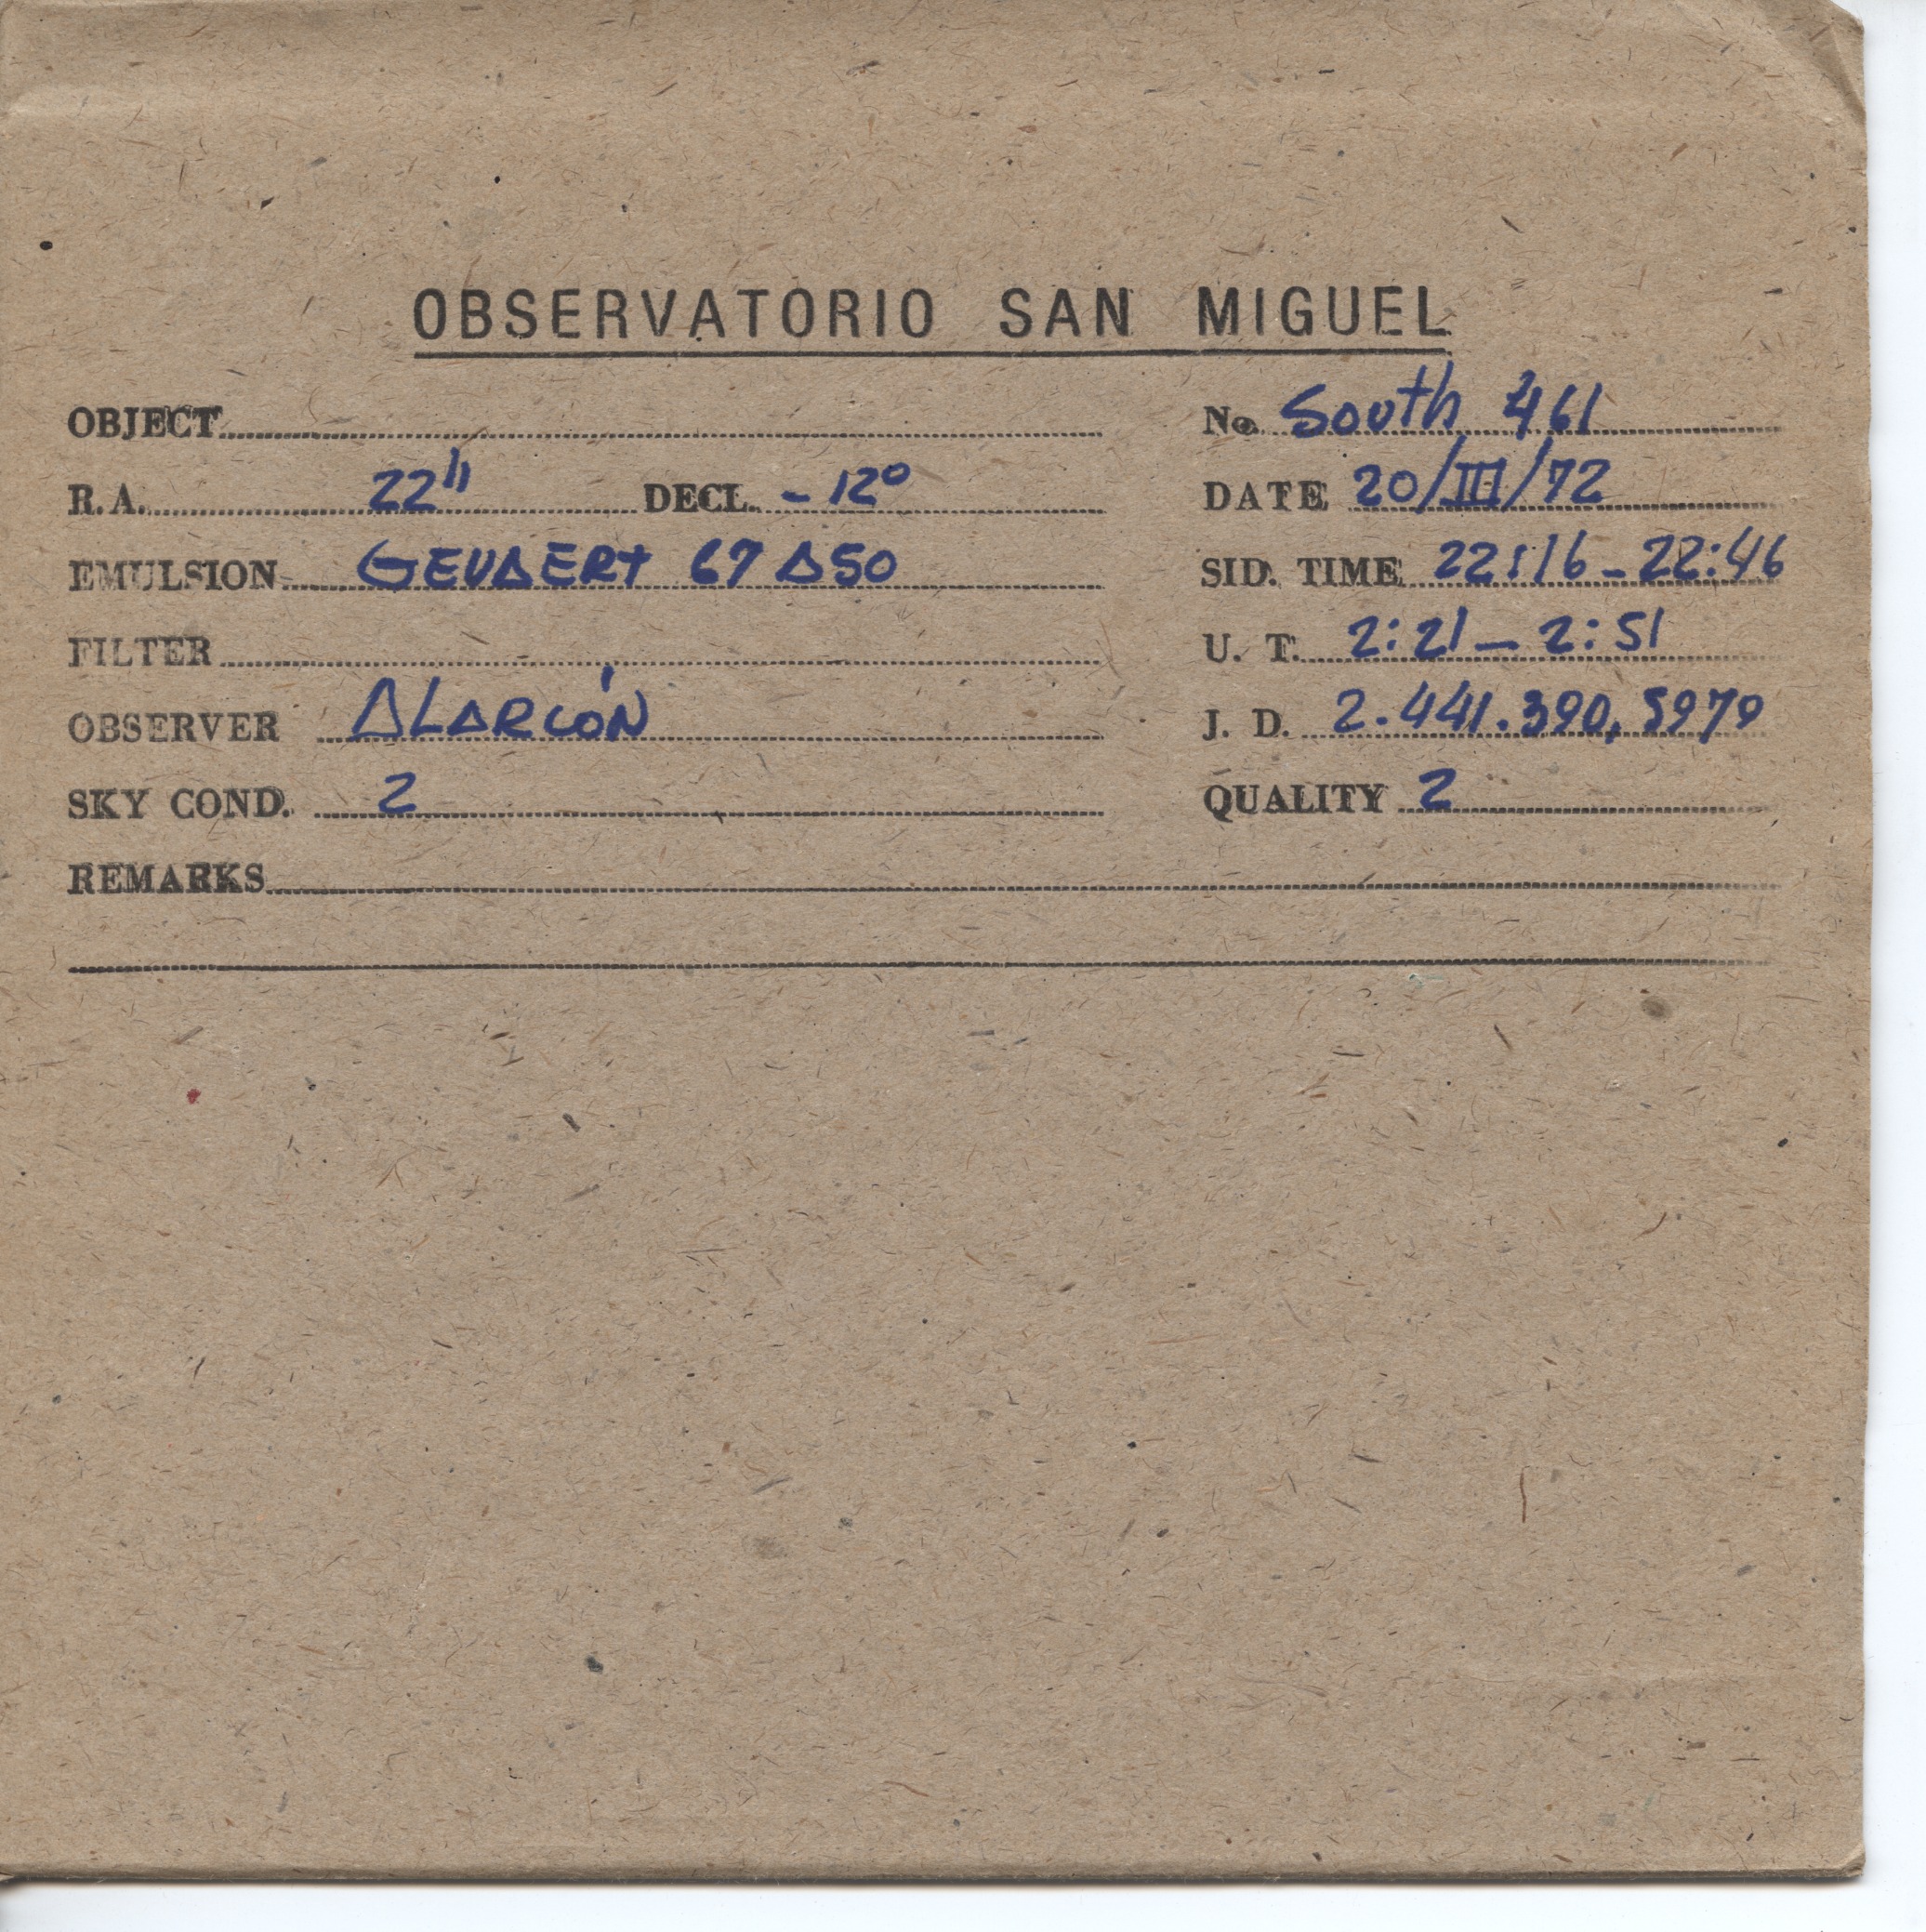 OBSERVATORIO SAN MIGUEL
OBJECT No. South 461
R.A. 22h DECL. -12° DATE 20/III/72
EMULSION GEVAERT 67A50 SID. TIME 22:16-22:46
FILTER U. T. 2:21-2:51
OBSERVER ALARCÓN J. D. 2.441.390,5979
SKY COND. 2 QUALITY 2
REMARKS